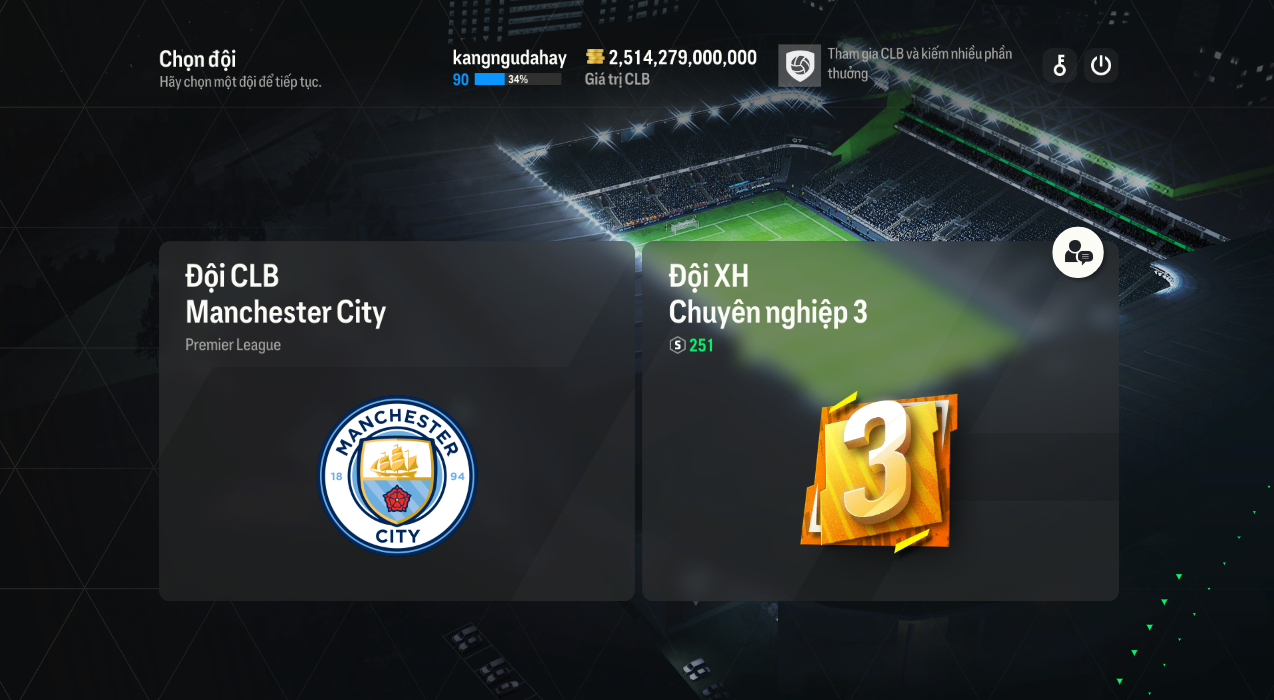 Chọn đội
Hãy chọn một đội để tiếp tục.
kangngudahay
90 34%
2,514,279,000,000
Giá trị CLB
Tham gia CLB và kiếm nhiều phần
thưởng
Đội CLB
Manchester City
Premier League
MANCHESTER
18 94
CITY
Đội XH
Chuyên nghiệp 3
S 251
3